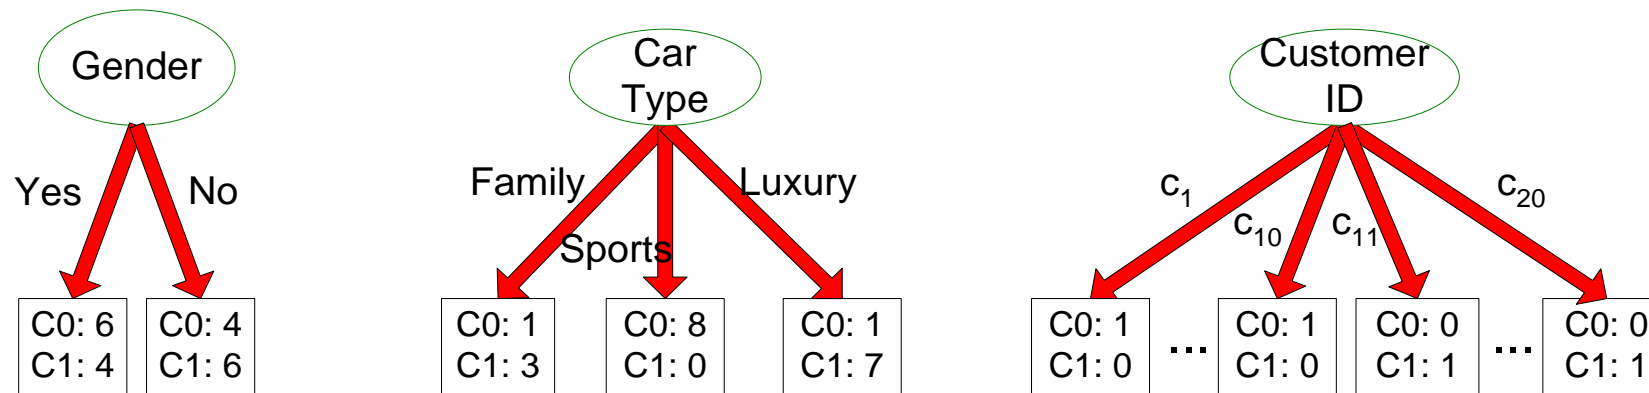 Gender
Yes
No
C0: 6
C1: 4
C0: 4
C1: 6
Car
Type
Family
Sports
Luxury
C0: 1
C1: 3
C0: 8
C1: 0
C0: 1
C1: 7
Customer
ID
c1
c10
c11
c20
C0: 1
C1: 0
...
C0: 1
C1: 0
C0: 0
C1: 1
...
C0: 0
C1: 1